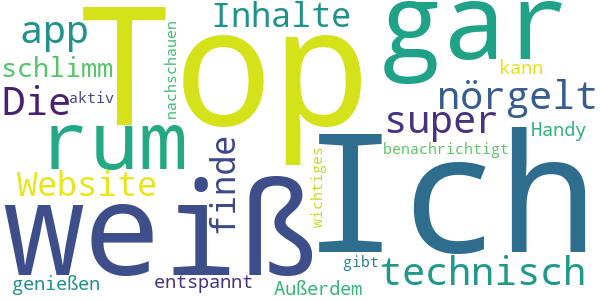 Top
gar
Inhalte
app
schlimm
nachschauen
kann
Die
aktiv
nörgelt
super
rum
Handy
benachrichtigt
finde
wichtiges
Ich
Website
weiß
gibt
technisch
genießen
entspannt
Außerdem